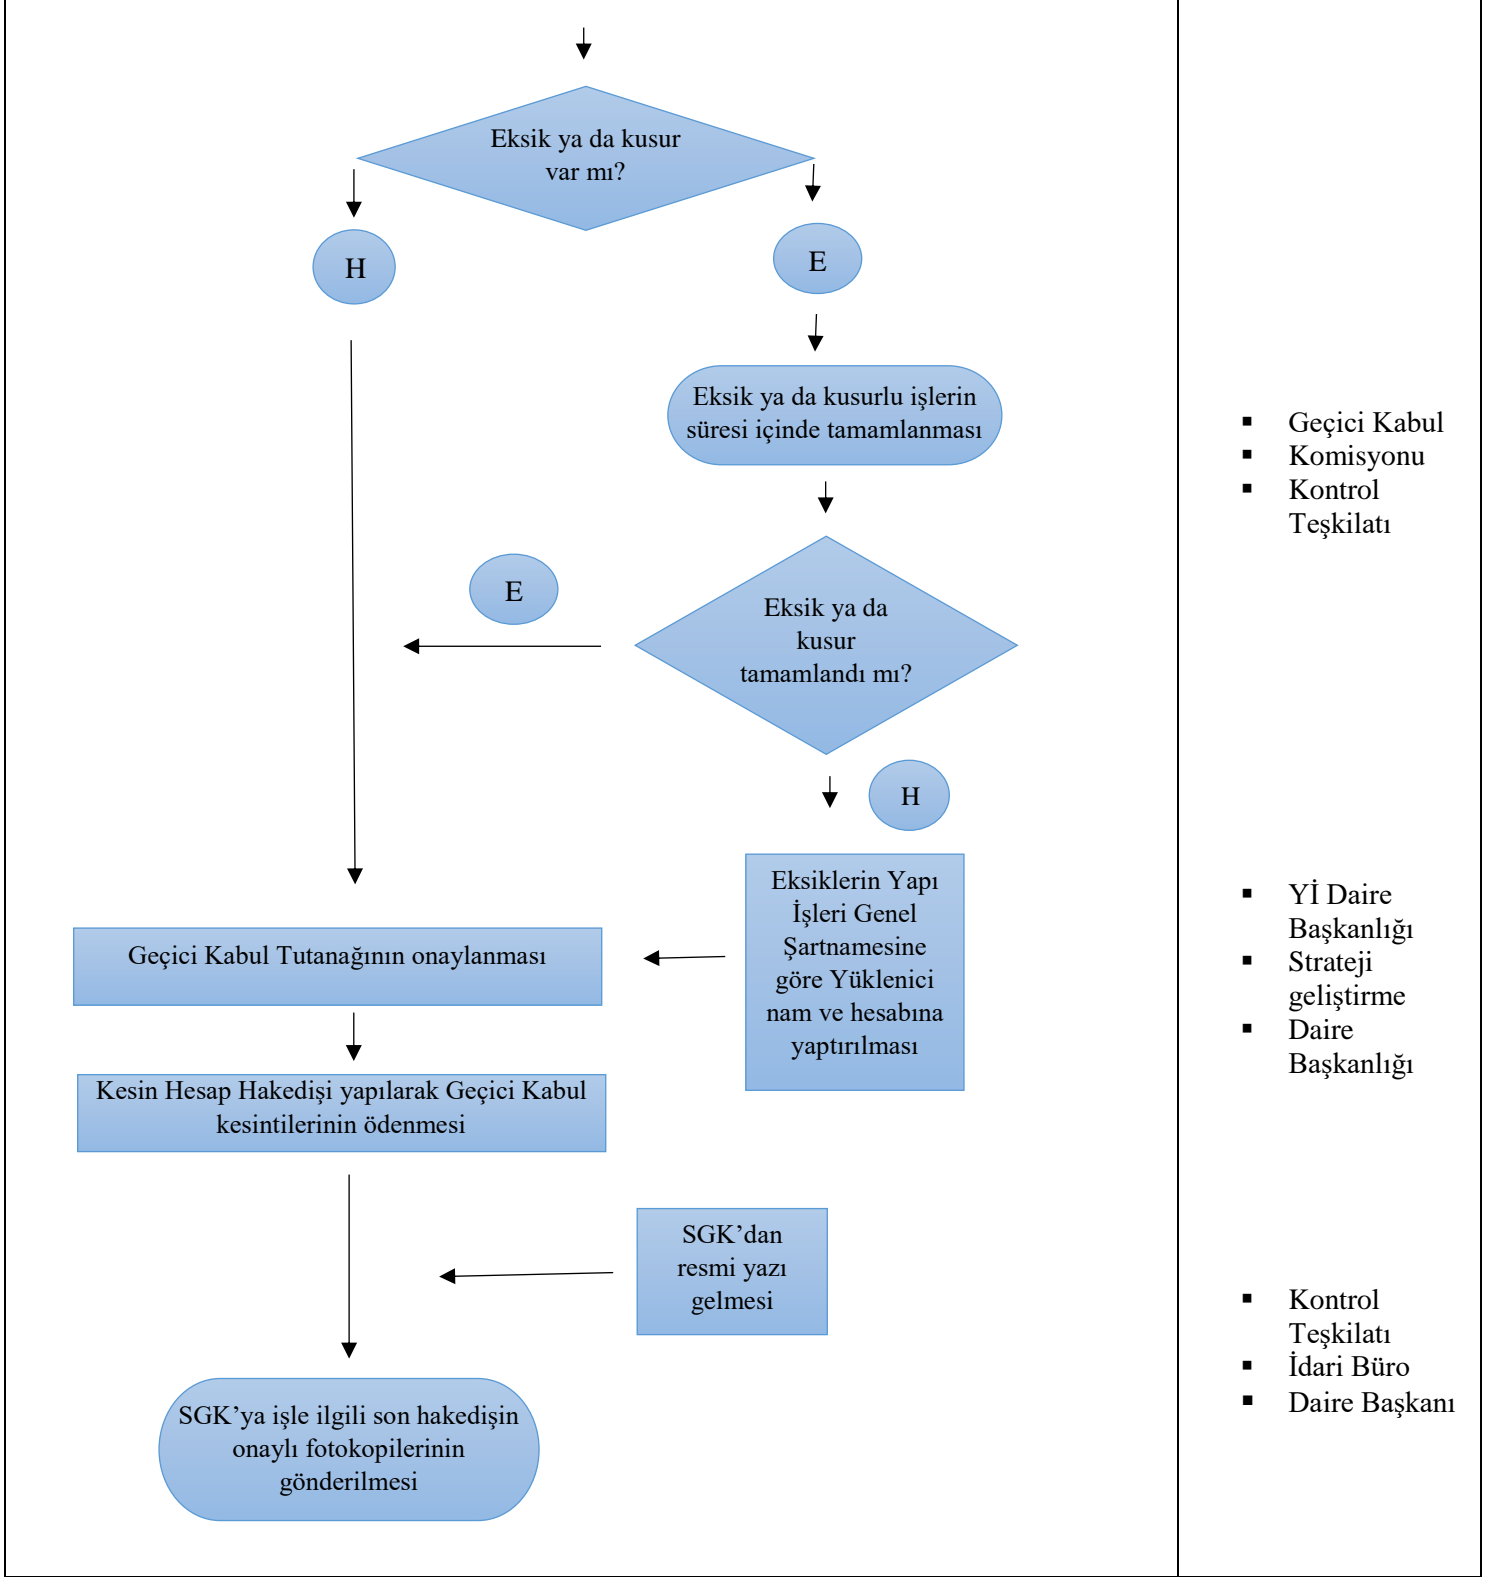 Eksik ya da kusur
var mı?
H
E
Eksik ya da kusurlu işlerin
süresi içinde tamamlanması
E
Eksik ya da
kusur
tamamlandı mı?
H
Eksiklerin Yapı
İşleri Genel
Şartnamesine
göre Yüklenici
nam ve hesabına
yaptırılması
Geçici Kabul Tutanağının onaylanması
Kesin Hesap Hakedişi yapılarak Geçici Kabul
kesintilerinin ödenmesi
SGK’dan
resmi yazı
gelmesi
SGK’ya işle ilgili son hakedişin
onaylı fotokopilerinin
gönderilmesi
▪ Geçici Kabul
▪ Komisyonu
▪ Kontrol
Teşkilatı
▪ Yİ Daire
Başkanlığı
▪ Strateji
geliştirme
▪ Daire
Başkanlığı
▪ Kontrol
Teşkilatı
▪ İdari Büro
▪ Daire Başkanı